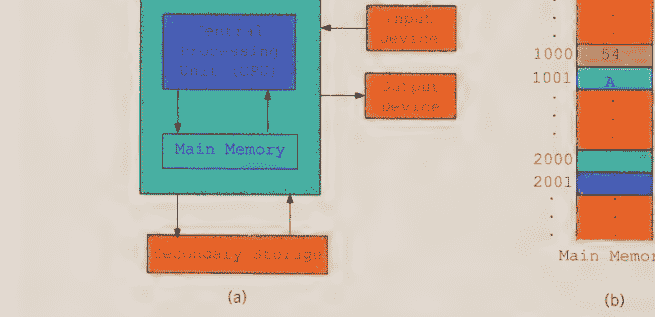 Central
Processing
Unit (CPU)
Main Memory
Input
device
Output
device
Secondary Storage
(a)
1000 54
1001 A
2000
2001
Main Memor
(b)